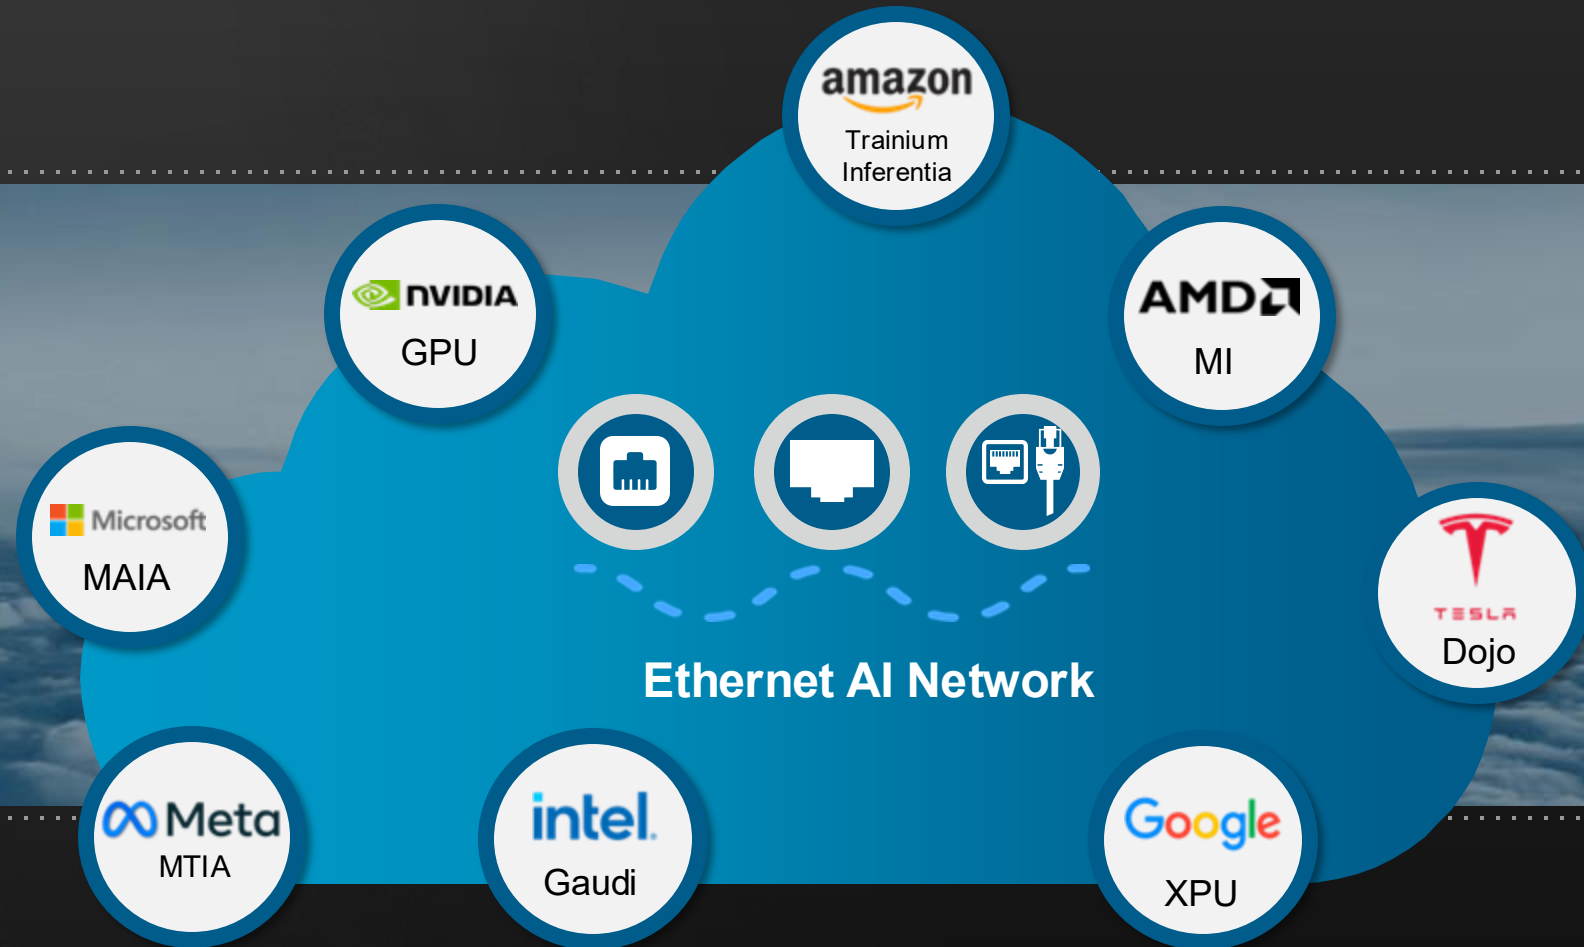 amazon
Trainium
Inferentia
NVIDIA
GPU
AMD
MI
Microsoft
MAIA
TESLA
Dojo
Ethernet AI Network
Meta
MTIA
intel.
Gaudi
Google
XPU